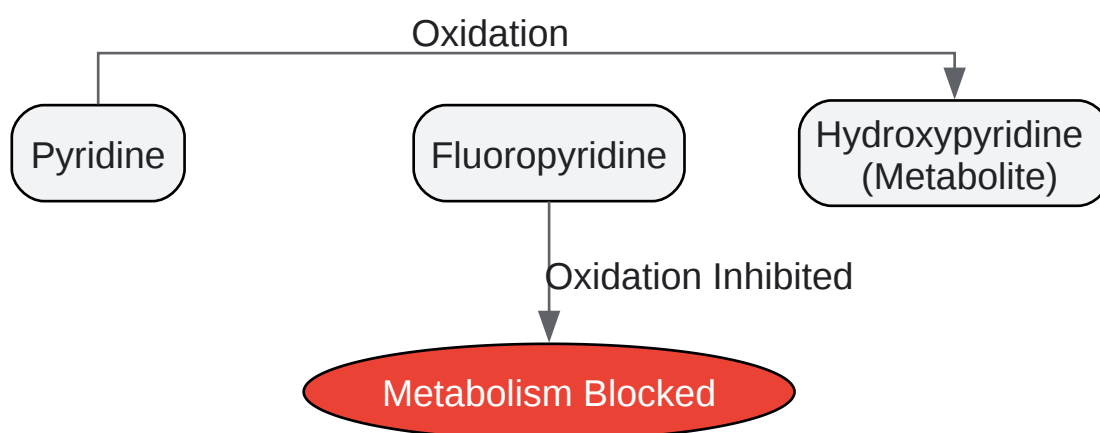 Oxidation
Pyridine
Fluoropyridine
Hydroxypyridine
(Metabolite)
Oxidation Inhibited
Metabolism Blocked